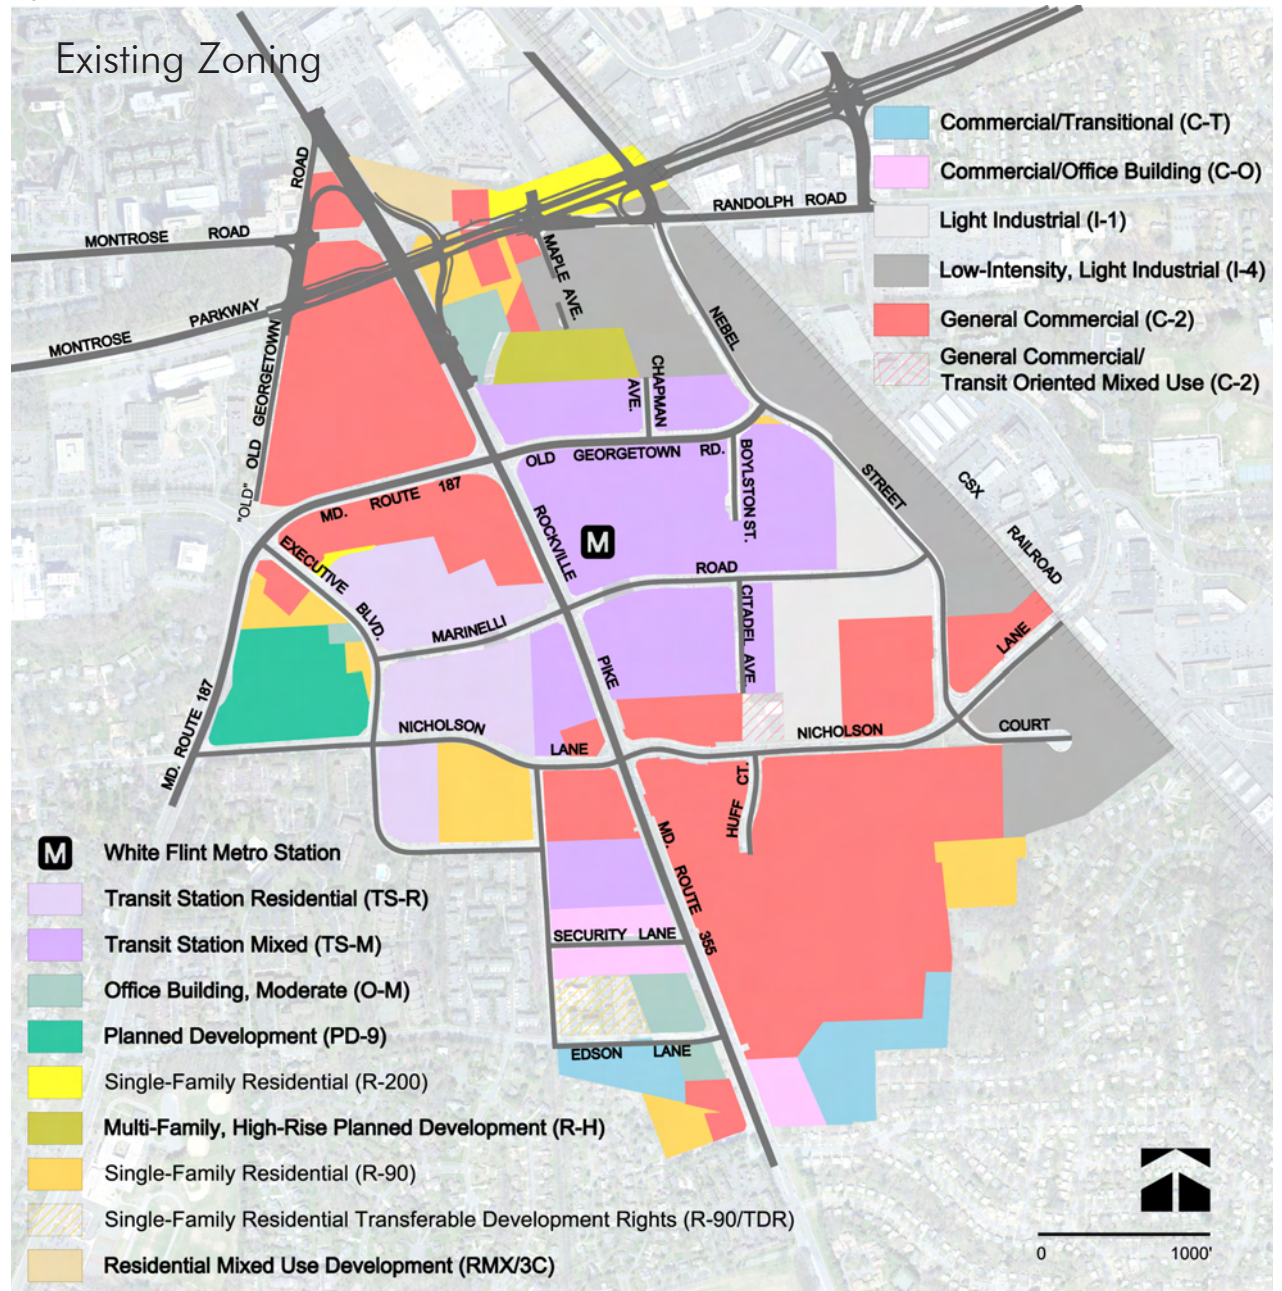 Existing Zoning
Commercial/Transitional (C-T)
Commercial/Office Building (C-O)
Light Industrial (I-1)
Low-Intensity, Light Industrial (I-4)
General Commercial (C-2)
General Commercial/
Transit Oriented Mixed Use (C-2)
ROAD
MONTROSE ROAD
RANDOLPH ROAD
MONTROSE PARKWAY
"OLD" OLD GEORGETOWN
MAPLE AVE.
NEBEL
STREET
CHAPMAN
AVE.
OLD GEORGETOWN RD.
BOYLSTON ST.
MD. ROUTE 187
ROCKVILLE
PIKE
M
CSX
RAILROAD
EXECUTIVE
BLVD.
MARINELLI
ROAD
CITADEL AVE.
LANE
MD. ROUTE 187
NICHOLSON
LANE
NICHOLSON
COURT
HUFF CT.
MD. ROUTE 355
SECURITY LANE
EDSON LANE
M
White Flint Metro Station
Transit Station Residential (TS-R)
Transit Station Mixed (TS-M)
Office Building, Moderate (O-M)
Planned Development (PD-9)
Single-Family Residential (R-200)
Multi-Family, High-Rise Planned Development (R-H)
Single-Family Residential (R-90)
Single-Family Residential Transferable Development Rights (R-90/TDR)
Residential Mixed Use Development (RMX/3C)
0 1000'